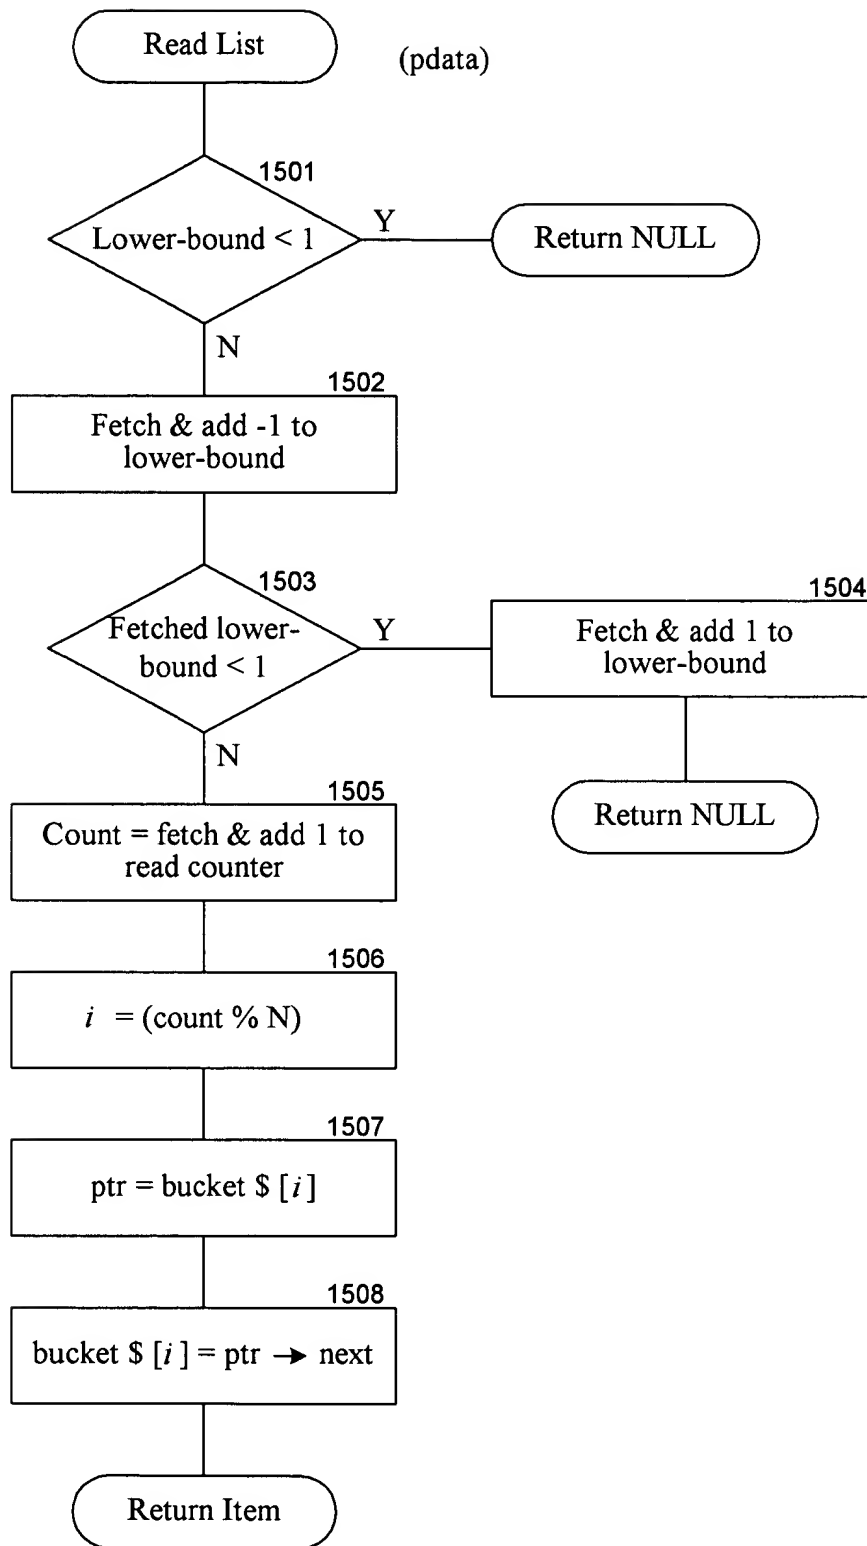 Read List
(pdata)
1501
Lower-bound < 1
Y
Return NULL
N
1502
Fetch & add -1 to
lower-bound
1503
Fetched lower-
bound < 1
Y
1504
Fetch & add 1 to
lower-bound
Return NULL
N
1505
Count = fetch & add 1 to
read counter
1506
i = (count % N)
1507
ptr = bucket $ [i]
1508
bucket $ [i] = ptr → next
Return Item